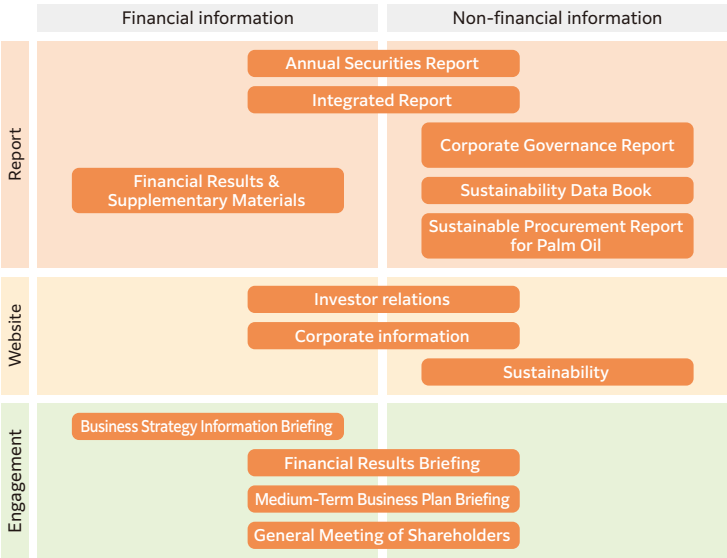 Financial information
Non-financial information
Report
Annual Securities Report
Integrated Report
Corporate Governance Report
Financial Results &
Supplementary Materials
Sustainability Data Book
Sustainable Procurement Report
for Palm Oil
Website
Investor relations
Corporate information
Sustainability
Engagement
Business Strategy Information Briefing
Financial Results Briefing
Medium-Term Business Plan Briefing
General Meeting of Shareholders